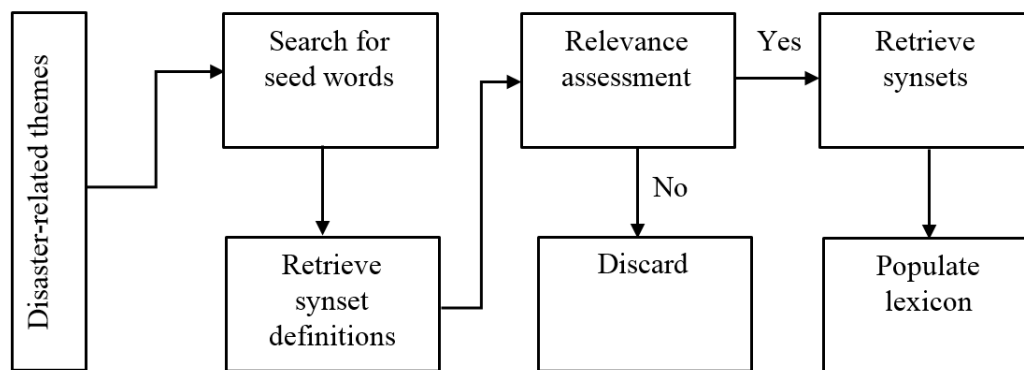 Disaster-related themes
Search for
seed words
Retrieve
synset
definitions
Relevance
assessment
Yes
No
Discard
Retrieve
synsets
Populate
lexicon